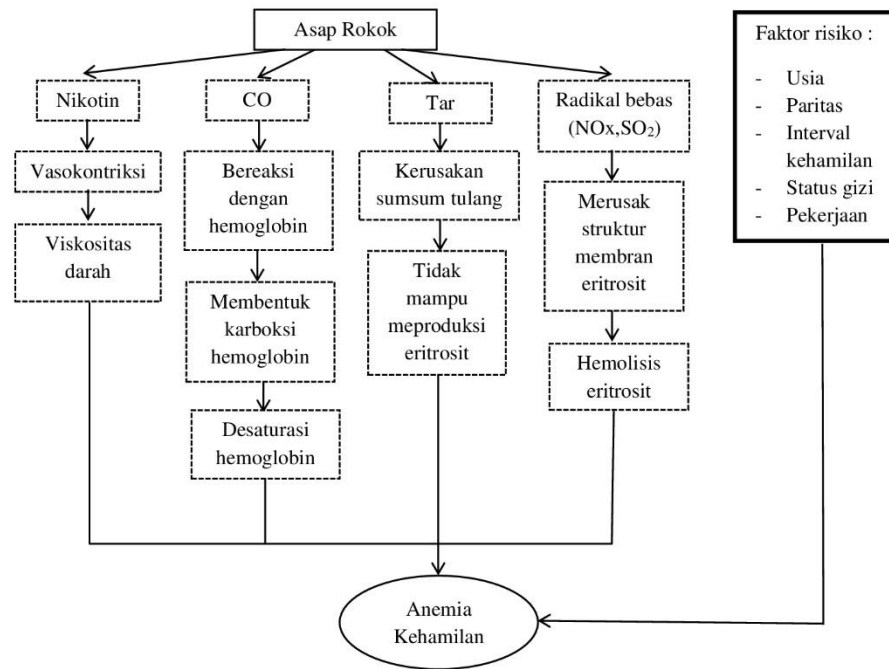 Asap Rokok
Nikotin
Vasokontriksi
Viskositas
darah
CO
Bereaksi
dengan
hemoglobin
Membentuk
karboksi
hemoglobin
Desaturasi
hemoglobin
Tar
Kerusakan
sumsum tulang
Tidak
mampu
meproduksi
eritrosit
Radikal bebas
(NOx,SO₂)
Merusak
struktur
membran
eritrosit
Hemolisis
eritrosit
Faktor risiko :
- Usia
- Paritas
- Interval
kehamilan
- Status gizi
- Pekerjaan
Anemia
Kehamilan